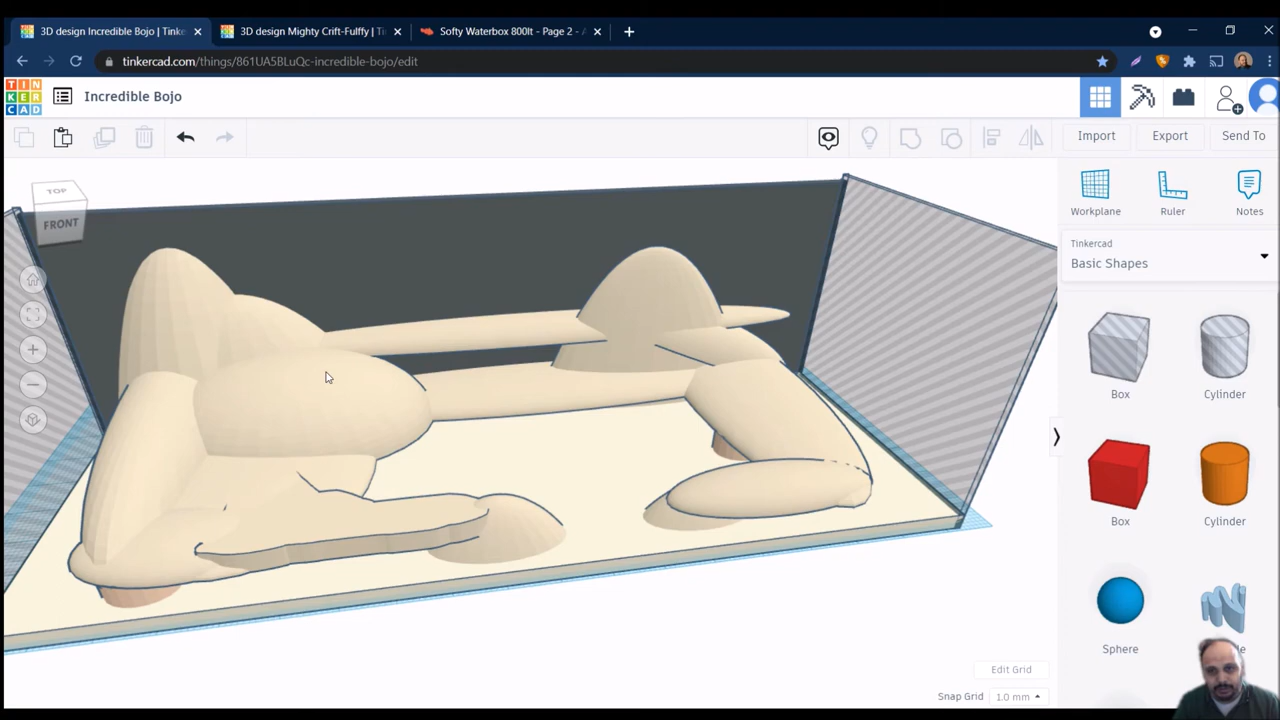 3D design Incredible Bojo | Tinke
3D design Mighty Crift-Fulffy | Ti
Softy Waterbox 800lt - Page 2 - A
tinkercad.com/things/861UA5BLuQc-incredible-bojo/edit
TIN
KER
CAD
Incredible Bojo
Import
Export
Send To
TOP
FRONT
Workplane
Ruler
Notes
Tinkercad
Basic Shapes
Box
Cylinder
Box
Cylinder
Sphere
Edit Grid
Snap Grid
1.0 mm